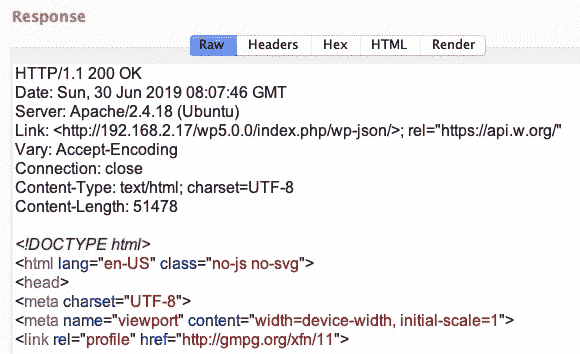 Response
Raw Headers Hex HTML Render
HTTP/1.1 200 OK
Date: Sun, 30 Jun 2019 08:07:46 GMT
Server: Apache/2.4.18 (Ubuntu)
Link: <http://192.168.2.17/wp5.0.0/index.php/wp-json/>; rel="https://api.w.org/"
Vary: Accept-Encoding
Connection: close
Content-Type: text/html; charset=UTF-8
Content-Length: 51478
<!DOCTYPE html>
<html lang="en-US" class="no-js no-svg">
<head>
<meta charset="UTF-8">
<meta name="viewport" content="width=device-width, initial-scale=1">
<link rel="profile" href="http://gmpg.org/xfn/11">